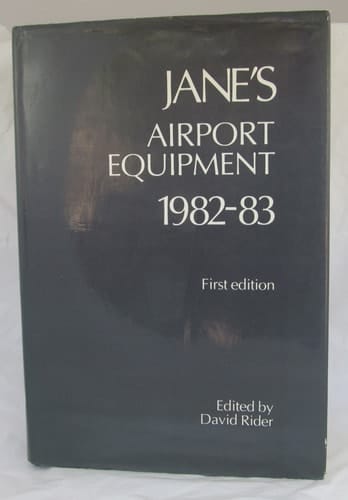 JANE'S
AIRPORT
EQUIPMENT
1982-83
First edition
Edited by
David Rider